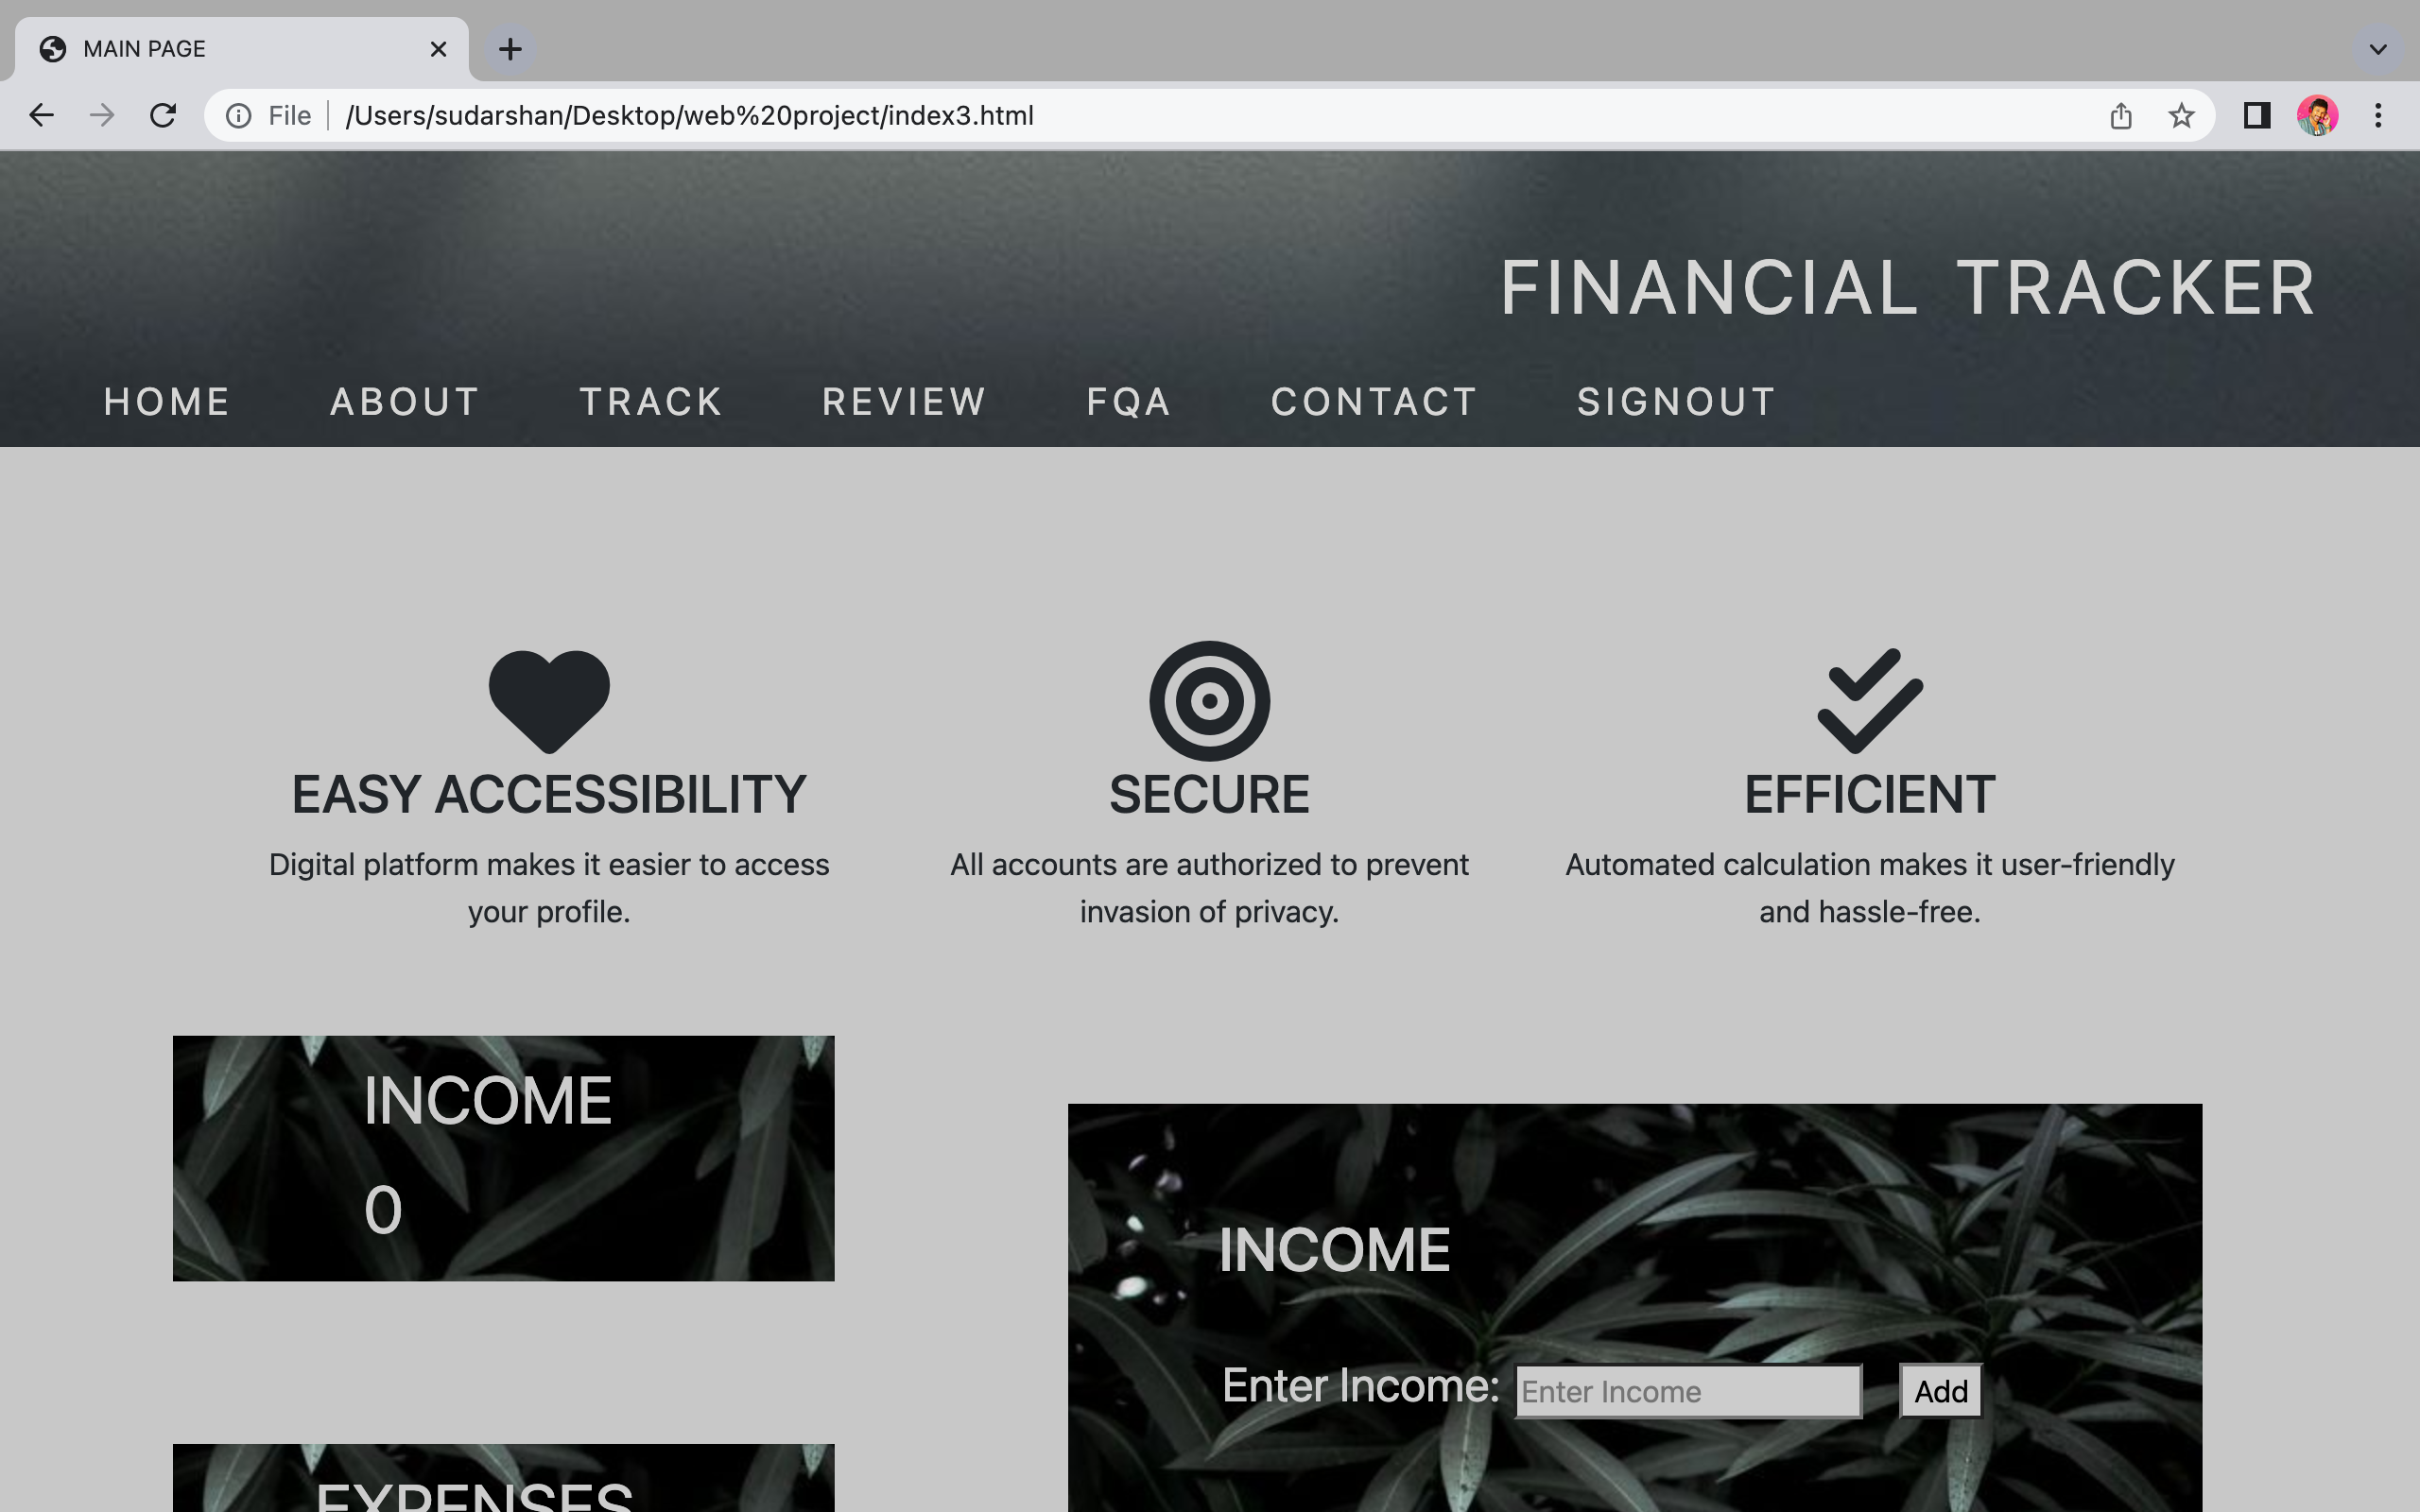 MAIN PAGE
File
/Users/sudarshan/Desktop/web%20project/index3.html
FINANCIAL TRACKER
HOME ABOUT TRACK REVIEW FQA CONTACT SIGNOUT
EASY ACCESSIBILITY
Digital platform makes it easier to access
your profile.
SECURE
All accounts are authorized to prevent
invasion of privacy.
EFFICIENT
Automated calculation makes it user-friendly
and hassle-free.
INCOME
0
EXPENSES
INCOME
Enter Income: Enter Income Add